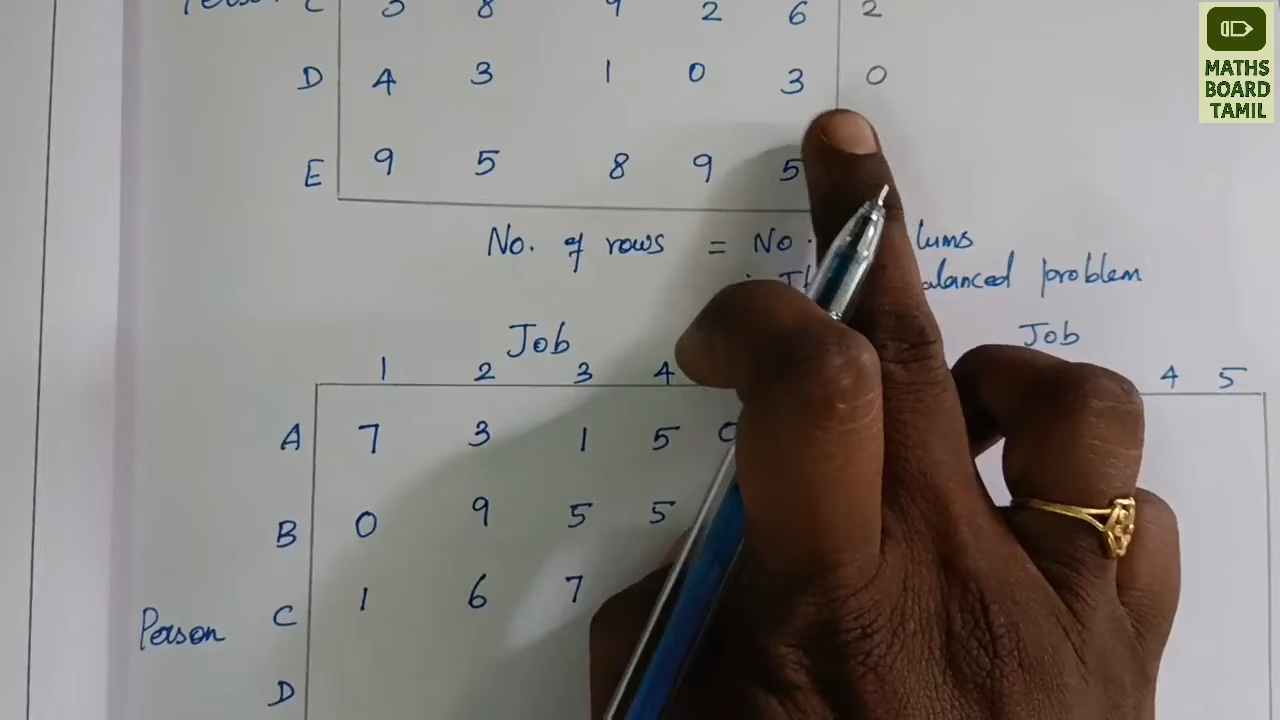 C 8 9 2 6 2
D 4 3 1 0 3 0
E 9 5 8 9 5
No. of rows = No. lums
alanced problem
Job Job
1 2 3 4 4 5
A 7 3 1 5 0
B 0 9 5 5
C 1 6 7
Person
D
MATHS
BOARD
TAMIL